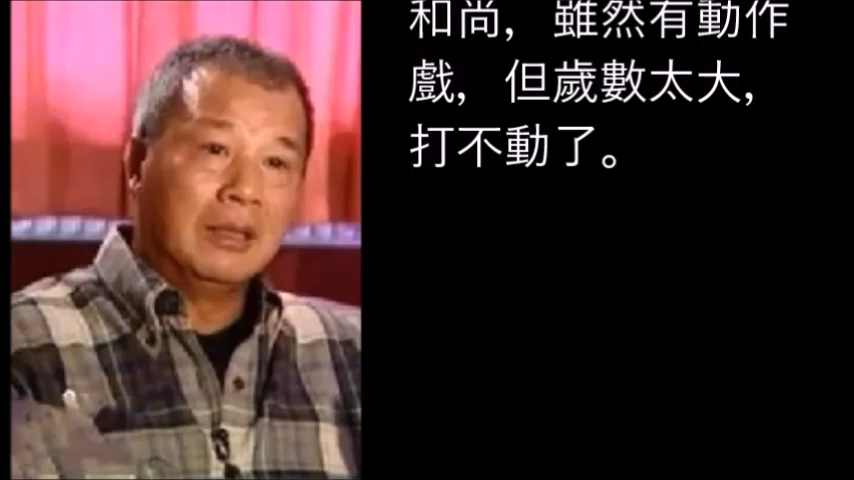 和尚，雖然有動作
戲，但歲數太大，
打不動了。